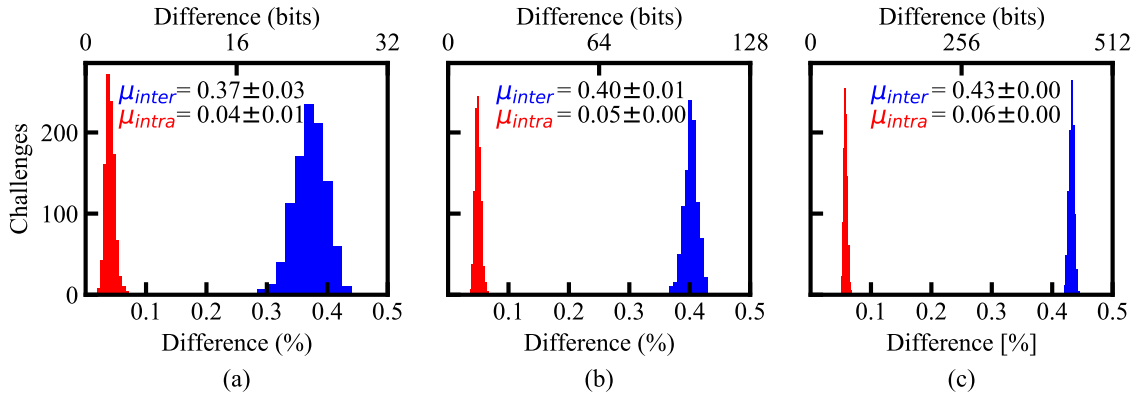 Difference (bits)
0 16 32
μinter = 0.37±0.03
μintra = 0.04±0.01
Challenges
200
100
0
0.1 0.2 0.3 0.4 0.5
Difference (%)
(a)
Difference (bits)
0 64 128
μinter = 0.40±0.01
μintra = 0.05±0.00
0.1 0.2 0.3 0.4 0.5
Difference (%)
(b)
Difference (bits)
0 256 512
μinter = 0.43±0.00
μintra = 0.06±0.00
0.1 0.2 0.3 0.4 0.5
Difference [%]
(c)